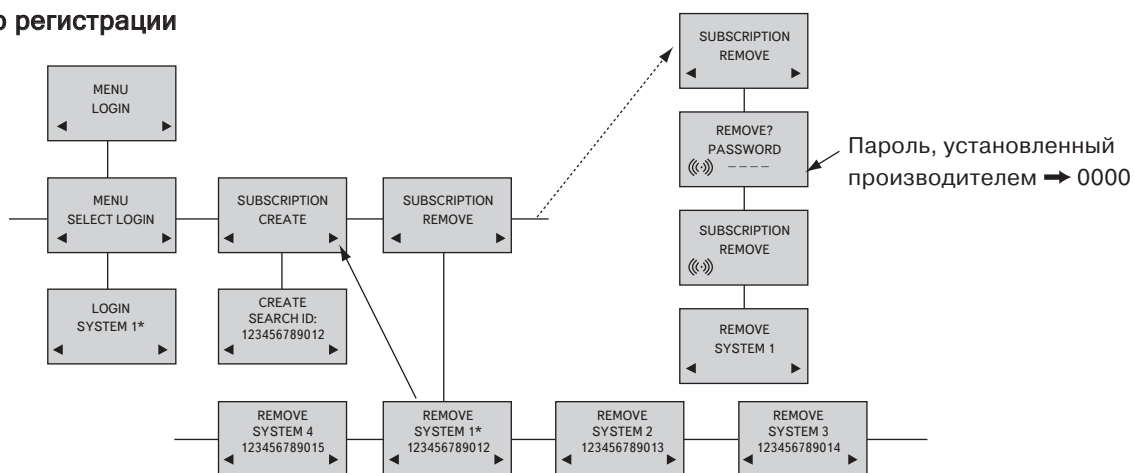 о регистрации
MENU
LOGIN
MENU
SELECT LOGIN
LOGIN
SYSTEM 1*
SUBSCRIPTION
CREATE
CREATE
SEARCH ID:
123456789012
SUBSCRIPTION
REMOVE
SUBSCRIPTION
REMOVE
REMOVE?
PASSWORD
– – – –
Пароль, установленный
производителем ➞ 0000
SUBSCRIPTION
REMOVE
REMOVE
SYSTEM 1
REMOVE
SYSTEM 4
123456789015
REMOVE
SYSTEM 1*
123456789012
REMOVE
SYSTEM 2
123456789013
REMOVE
SYSTEM 3
123456789014